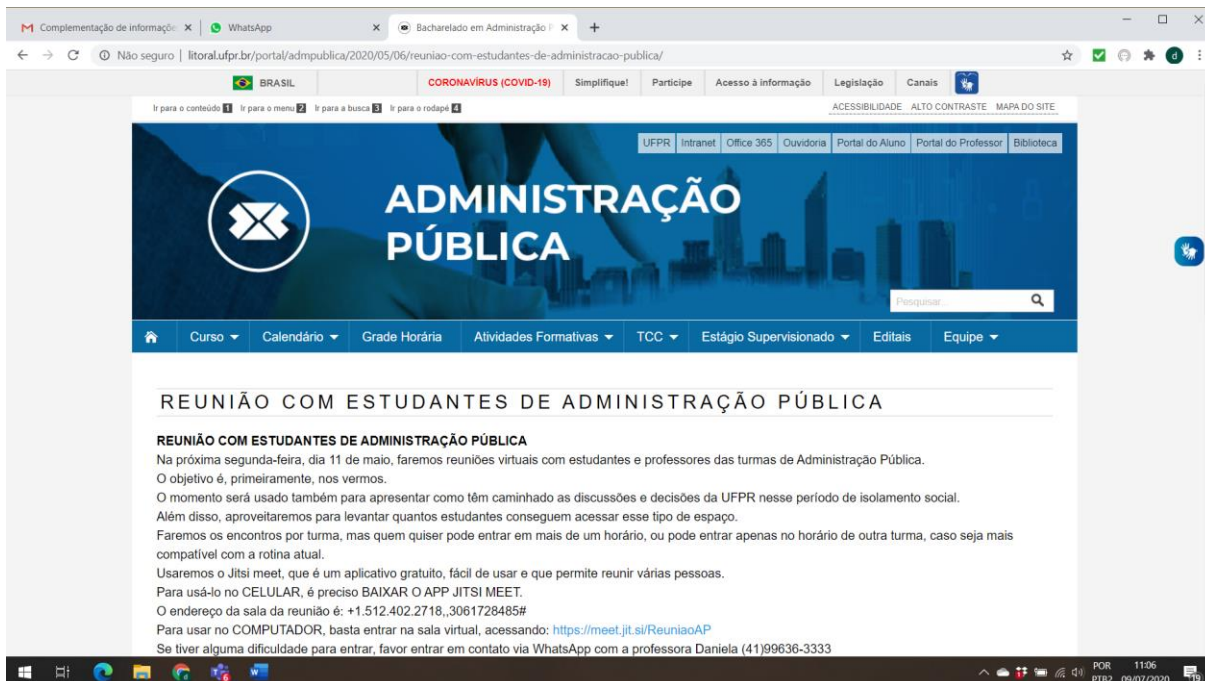 Complementação de informaçõe
WhatsApp
Bacharelado em Administração P
Não seguro | litoral.ufpr.br/portal/admpublica/2020/05/06/reuniao-com-estudantes-de-administracao-publica/
d
BRASIL
CORONAVÍRUS (COVID-19)
Simplifique!
Participe
Acesso à informação
Legislação
Canais
Ir para o conteúdo 1 Ir para o menu 2 Ir para a busca 3 Ir para o rodapé 4
ACESSIBILIDADE ALTO CONTRASTE MAPA DO SITE
UFPR Intranet Office 365 Ouvidoria Portal do Aluno Portal do Professor Biblioteca
ADMINISTRAÇÃO
PÚBLICA
Pesquisar...
Curso Calendário Grade Horária Atividades Formativas TCC Estágio Supervisionado Editais Equipe
REUNIÃO COM ESTUDANTES DE ADMINISTRAÇÃO PÚBLICA
REUNIÃO COM ESTUDANTES DE ADMINISTRAÇÃO PÚBLICA
Na próxima segunda-feira, dia 11 de maio, faremos reuniões virtuais com estudantes e professores das turmas de Administração Pública.
O objetivo é, primeiramente, nos vermos.
O momento será usado também para apresentar como têm caminhado as discussões e decisões da UFPR nesse período de isolamento social.
Além disso, aproveitaremos para levantar quantos estudantes conseguem acessar esse tipo de espaço.
Faremos os encontros por turma, mas quem quiser pode entrar em mais de um horário, ou pode entrar apenas no horário de outra turma, caso seja mais
compatível com a rotina atual.
Usaremos o Jitsi meet, que é um aplicativo gratuito, fácil de usar e que permite reunir várias pessoas.
Para usá-lo no CELULAR, é preciso BAIXAR O APP JITSI MEET.
O endereço da sala da reunião é: +1.512.402.2718,,3061728485#
Para usar no COMPUTADOR, basta entrar na sala virtual, acessando: https://meet.jit.si/ReuniaoAP
Se tiver alguma dificuldade para entrar, favor entrar em contato via WhatsApp com a professora Daniela (41)99636-3333
POR 11:06
PTB2 09/07/2020